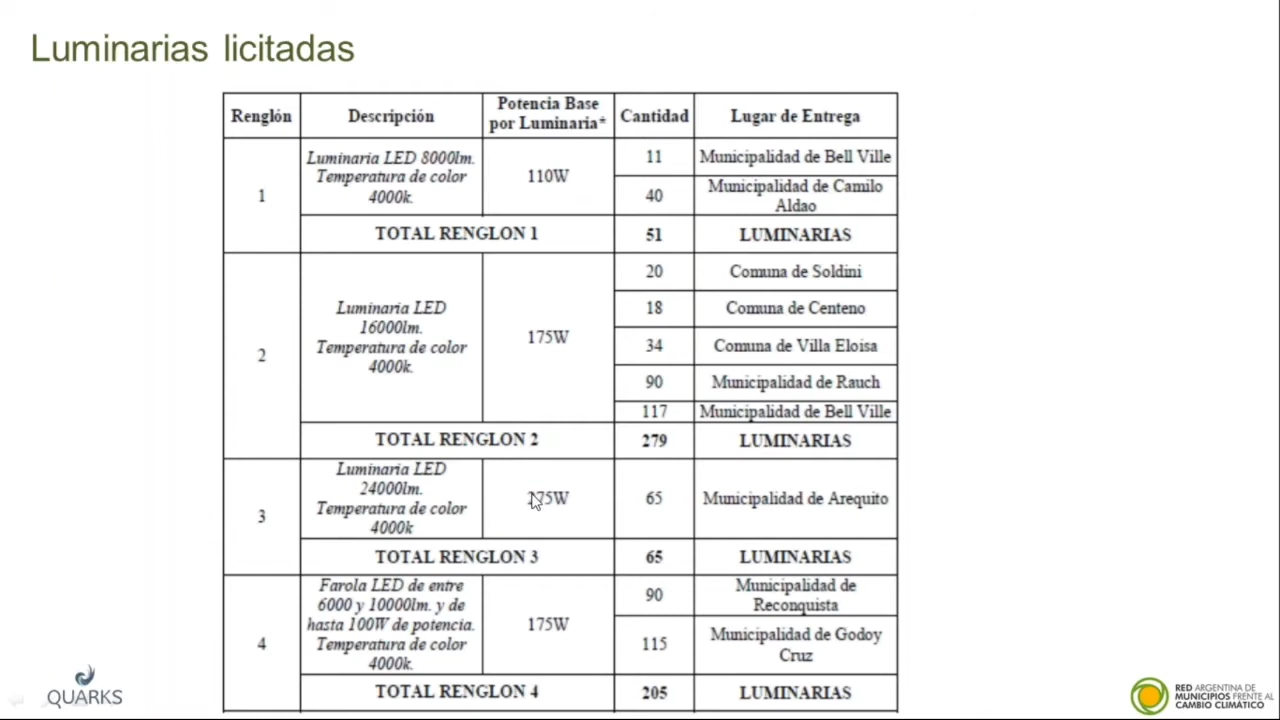 Luminarias licitadas
Renglón
Descripción
Potencia Base
por Luminaria*
Cantidad
Lugar de Entrega
1
Luminaria LED 8000lm.
Temperatura de color
4000k.
110W
11
Municipalidad de Bell Ville
40
Municipalidad de Camilo
Aldao
TOTAL RENGLON 1
51
LUMINARIAS
2
Luminaria LED
16000lm.
Temperatura de color
4000k.
175W
20
Comuna de Soldini
18
Comuna de Centeno
34
Comuna de Villa Eloisa
90
Municipalidad de Rauch
117
Municipalidad de Bell Ville
TOTAL RENGLON 2
279
LUMINARIAS
3
Luminaria LED
24000lm.
Temperatura de color
4000k
65
Municipalidad de Arequito
TOTAL RENGLON 3
65
LUMINARIAS
4
Farola LED de entre
6000 y 10000lm. y de
hasta 100W de potencia.
Temperatura de color
4000k.
175W
90
Municipalidad de
Reconquista
115
Municipalidad de Godoy
Cruz
TOTAL RENGLON 4
205
LUMINARIAS
QUARKS
RED ARGENTINA DE
MUNICIPIOS FRENTE AL
CAMBIO CLIMÁTICO